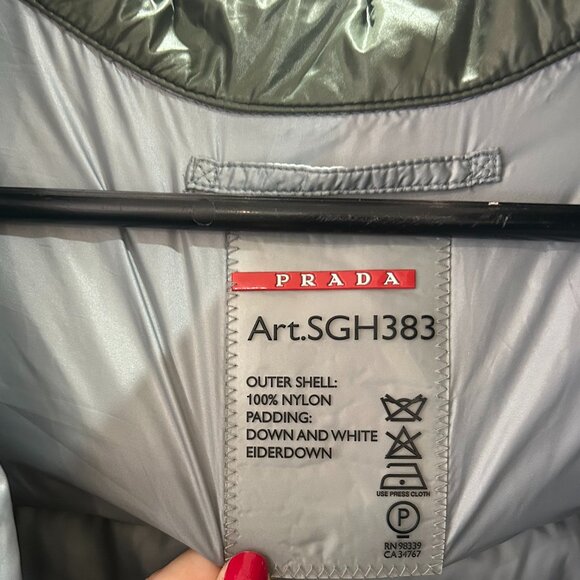 PRADA
Art.SGH383
OUTER SHELL:
100% NYLON
PADDING:
DOWN AND WHITE
EIDERDOWN
USE PRESS CLOTH
P
RN 98339
CA 34767